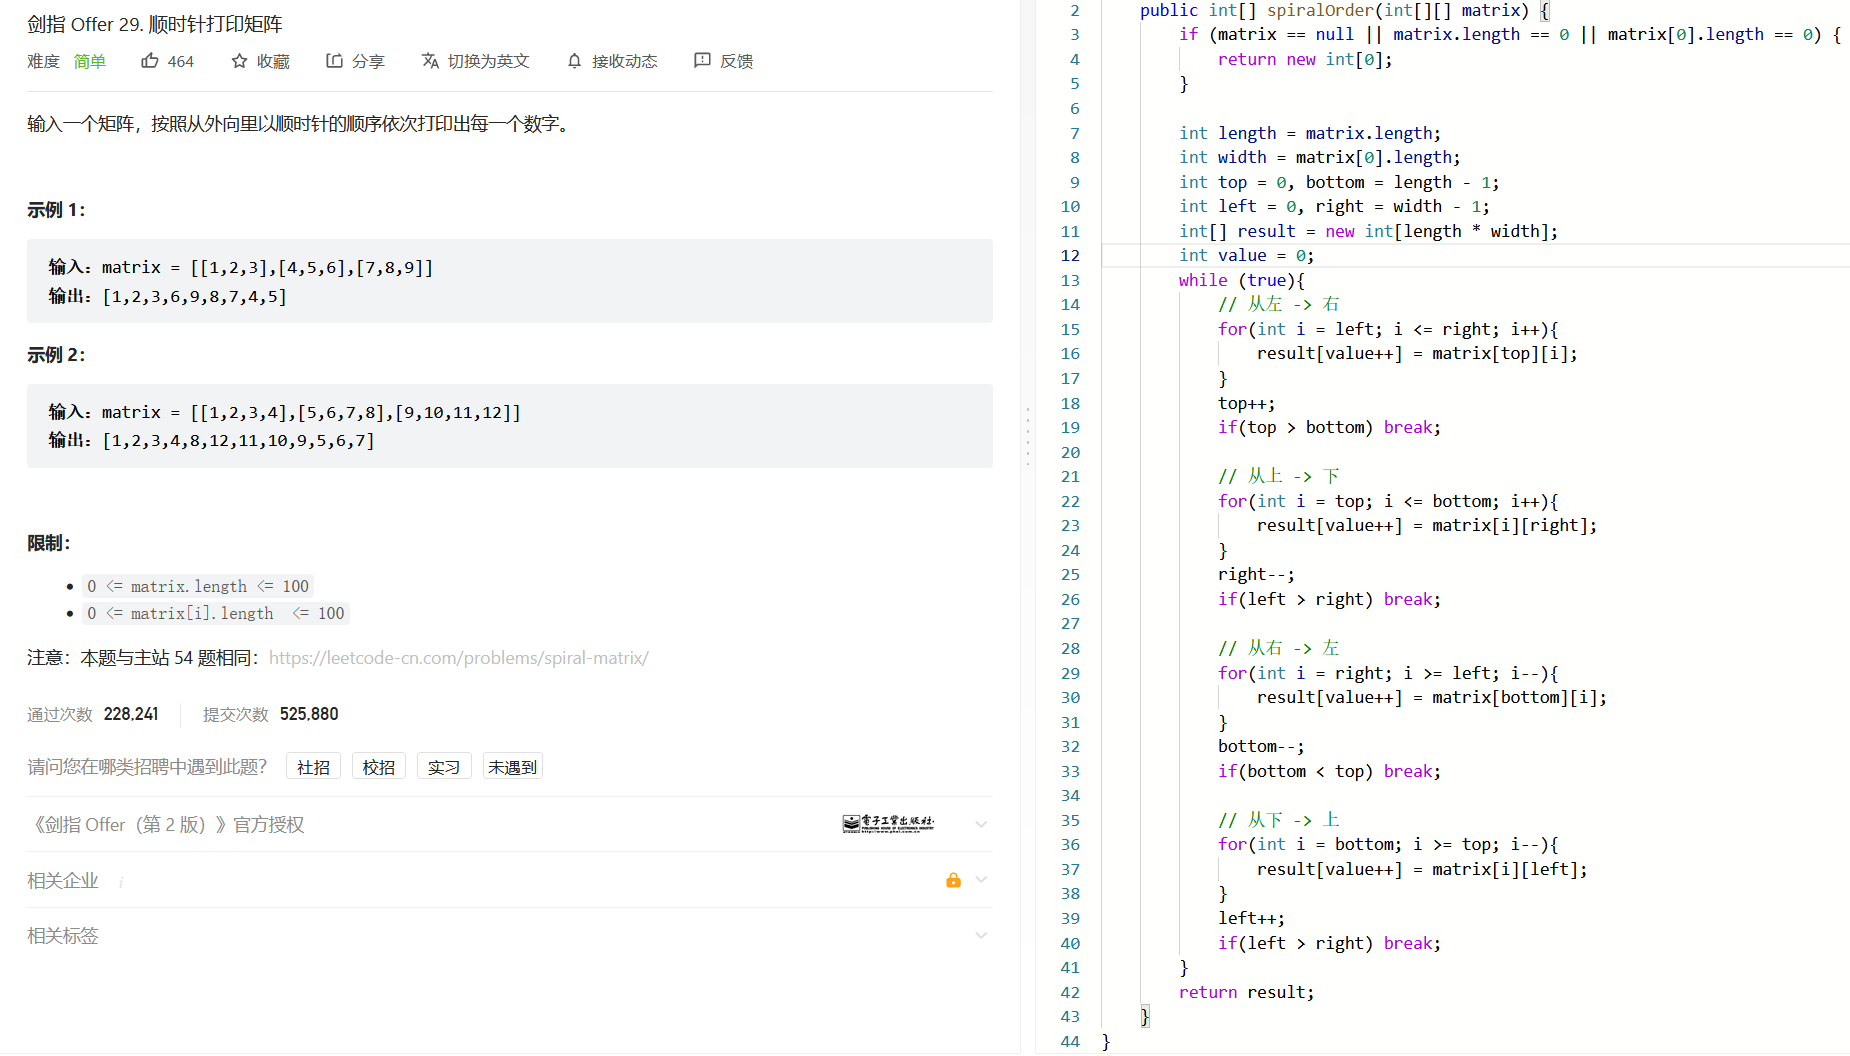 剑指 Offer 29. 顺时针打印矩阵
难度 简单 464 收藏 分享 切换为英文 接收动态 反馈
输入一个矩阵，按照从外向里以顺时针的顺序依次打印出每一个数字。
示例 1：
输入：matrix = [[1,2,3],[4,5,6],[7,8,9]]
输出：[1,2,3,6,9,8,7,4,5]
示例 2：
输入：matrix = [[1,2,3,4],[5,6,7,8],[9,10,11,12]]
输出：[1,2,3,4,8,12,11,10,9,5,6,7]
限制：
0 <= matrix.length <= 100
0 <= matrix[i].length <= 100
注意：本题与主站 54 题相同：https://leetcode-cn.com/problems/spiral-matrix/
通过次数 228,241 提交次数 525,880
请问您在哪类招聘中遇到此题？ 社招 校招 实习 未遇到
《剑指 Offer（第 2 版）》官方授权 電子工業出版社
PUBLISHING HOUSE OF ELECTRONICS INDUSTRY
相关企业 i
相关标签
2 public int[] spiralOrder(int[][] matrix) {
3 if (matrix == null || matrix.length == 0 || matrix[0].length == 0) {
4 return new int[0];
5 }
6
7 int length = matrix.length;
8 int width = matrix[0].length;
9 int top = 0, bottom = length - 1;
10 int left = 0, right = width - 1;
11 int[] result = new int[length * width];
12 int value = 0;
13 while (true){
14 // 从左 -> 右
15 for(int i = left; i <= right; i++){
16 result[value++] = matrix[top][i];
17 }
18 top++;
19 if(top > bottom) break;
20
21 // 从上 -> 下
22 for(int i = top; i <= bottom; i++){
23 result[value++] = matrix[i][right];
24 }
25 right--;
26 if(left > right) break;
27
28 // 从右 -> 左
29 for(int i = right; i >= left; i--){
30 result[value++] = matrix[bottom][i];
31 }
32 bottom--;
33 if(bottom < top) break;
34
35 // 从下 -> 上
36 for(int i = bottom; i >= top; i--){
37 result[value++] = matrix[i][left];
38 }
39 left++;
40 if(left > right) break;
41 }
42 return result;
43 }
44 }